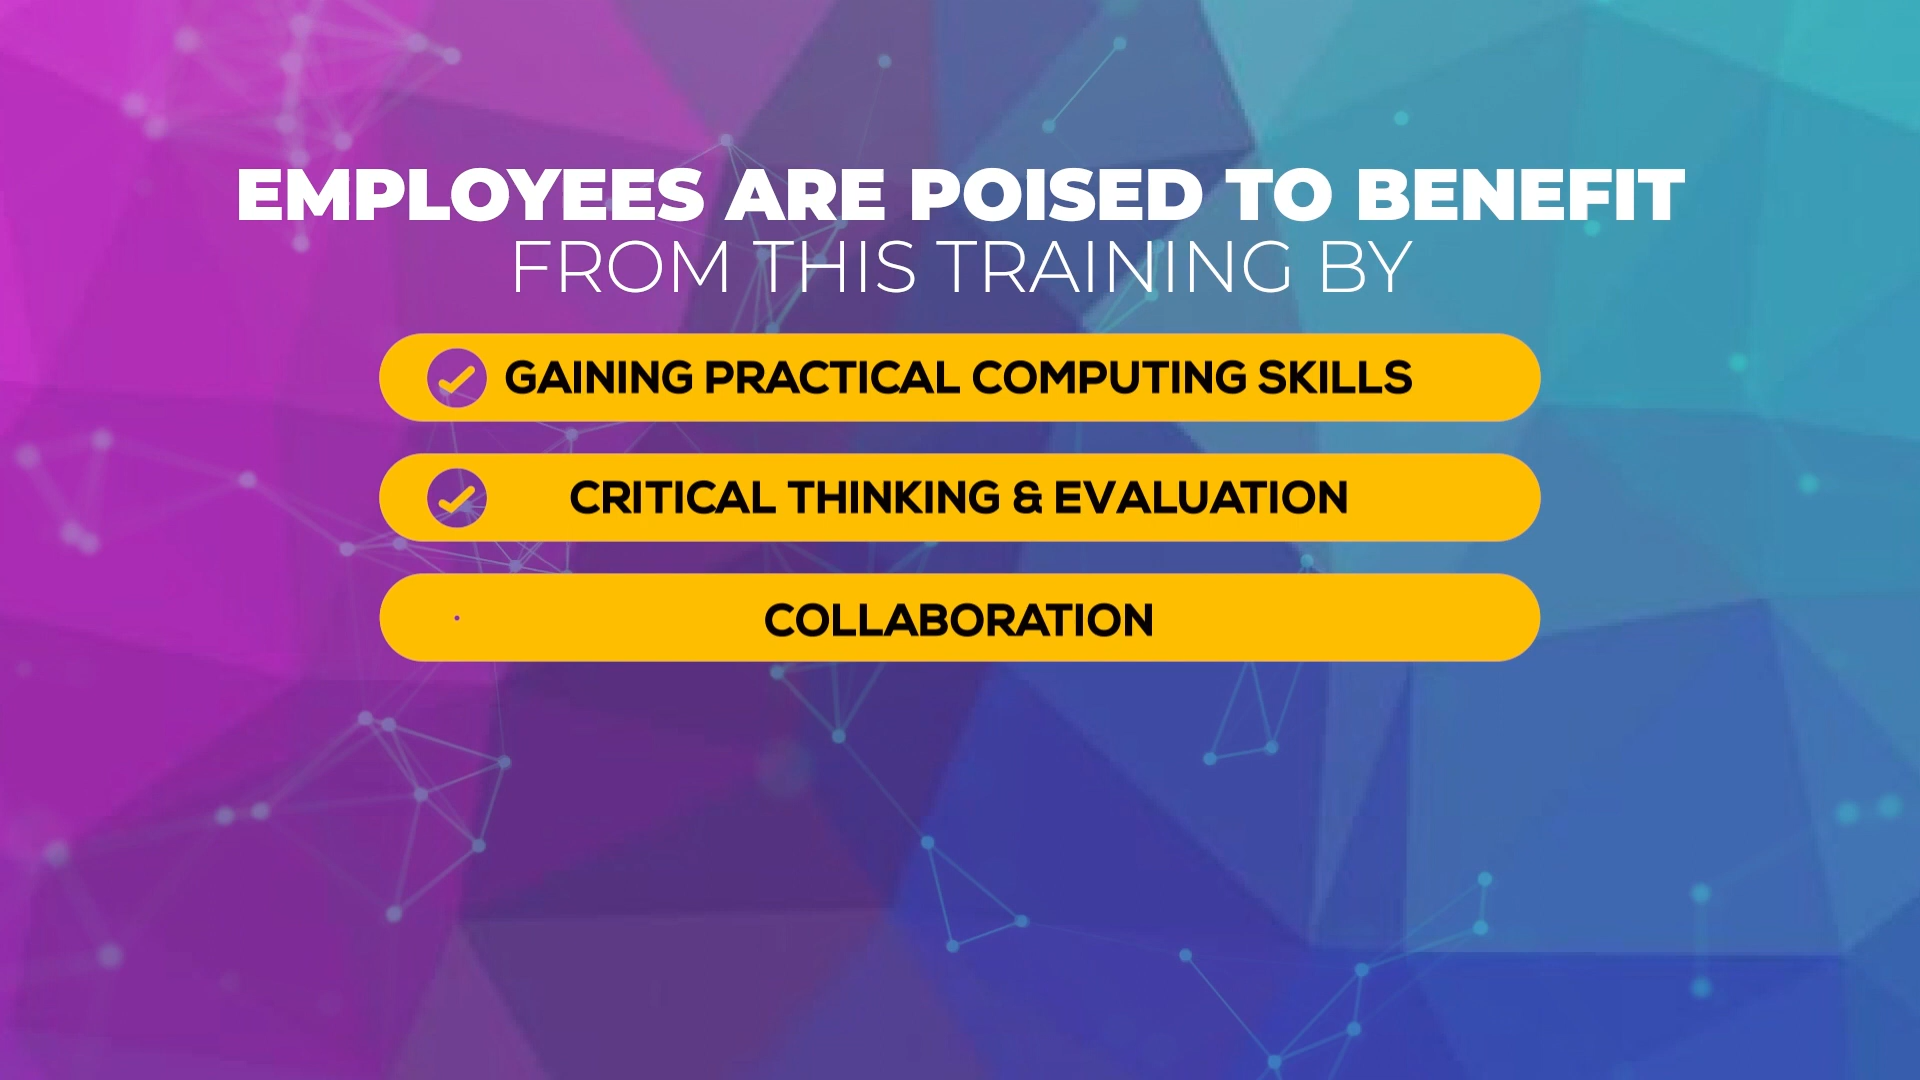 EMPLOYEES ARE POISED TO BENEFIT
FROM THIS TRAINING BY
GAINING PRACTICAL COMPUTING SKILLS
CRITICAL THINKING & EVALUATION
COLLABORATION